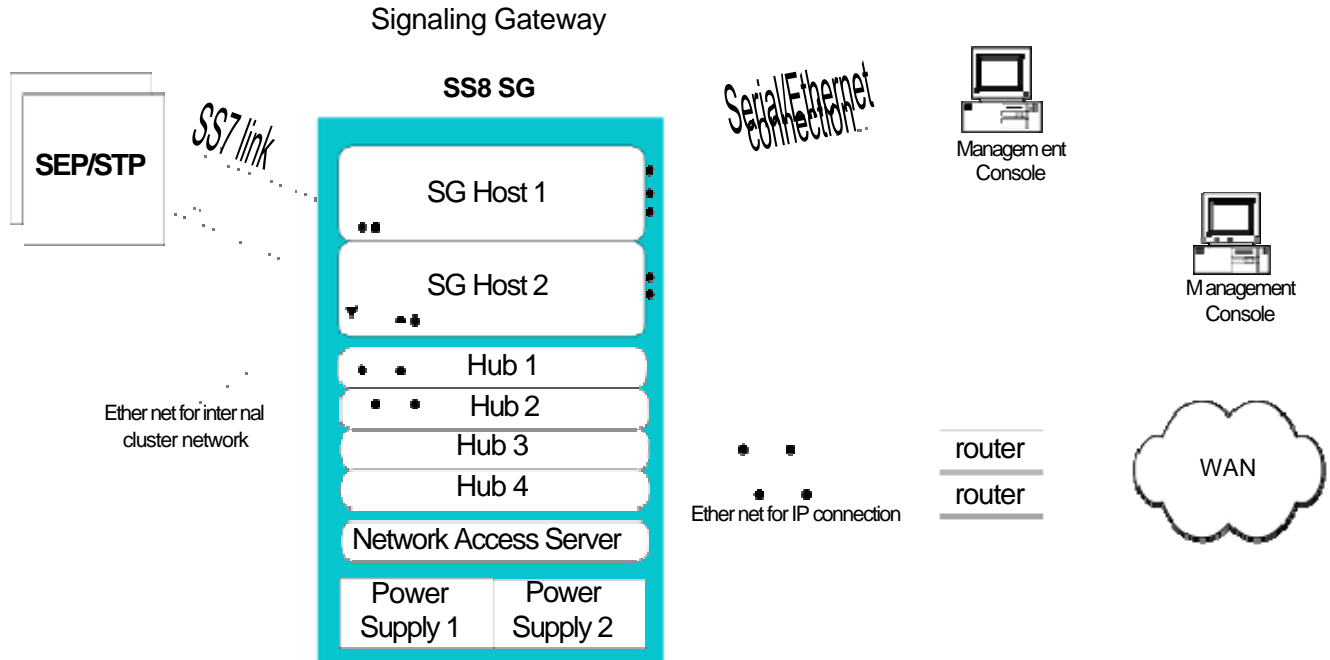 Signaling Gateway
SS8 SG
SEP/STP
SS7 link
Serial/Ethernet
connection
SG Host 1
SG Host 2
Hub 1
Hub 2
Hub 3
Hub 4
Network Access Server
Power
Supply 1
Power
Supply 2
Ether net for inter nal
cluster network
Managem ent
Console
M anagement
Console
Ether net for IP connection
router
router
WAN